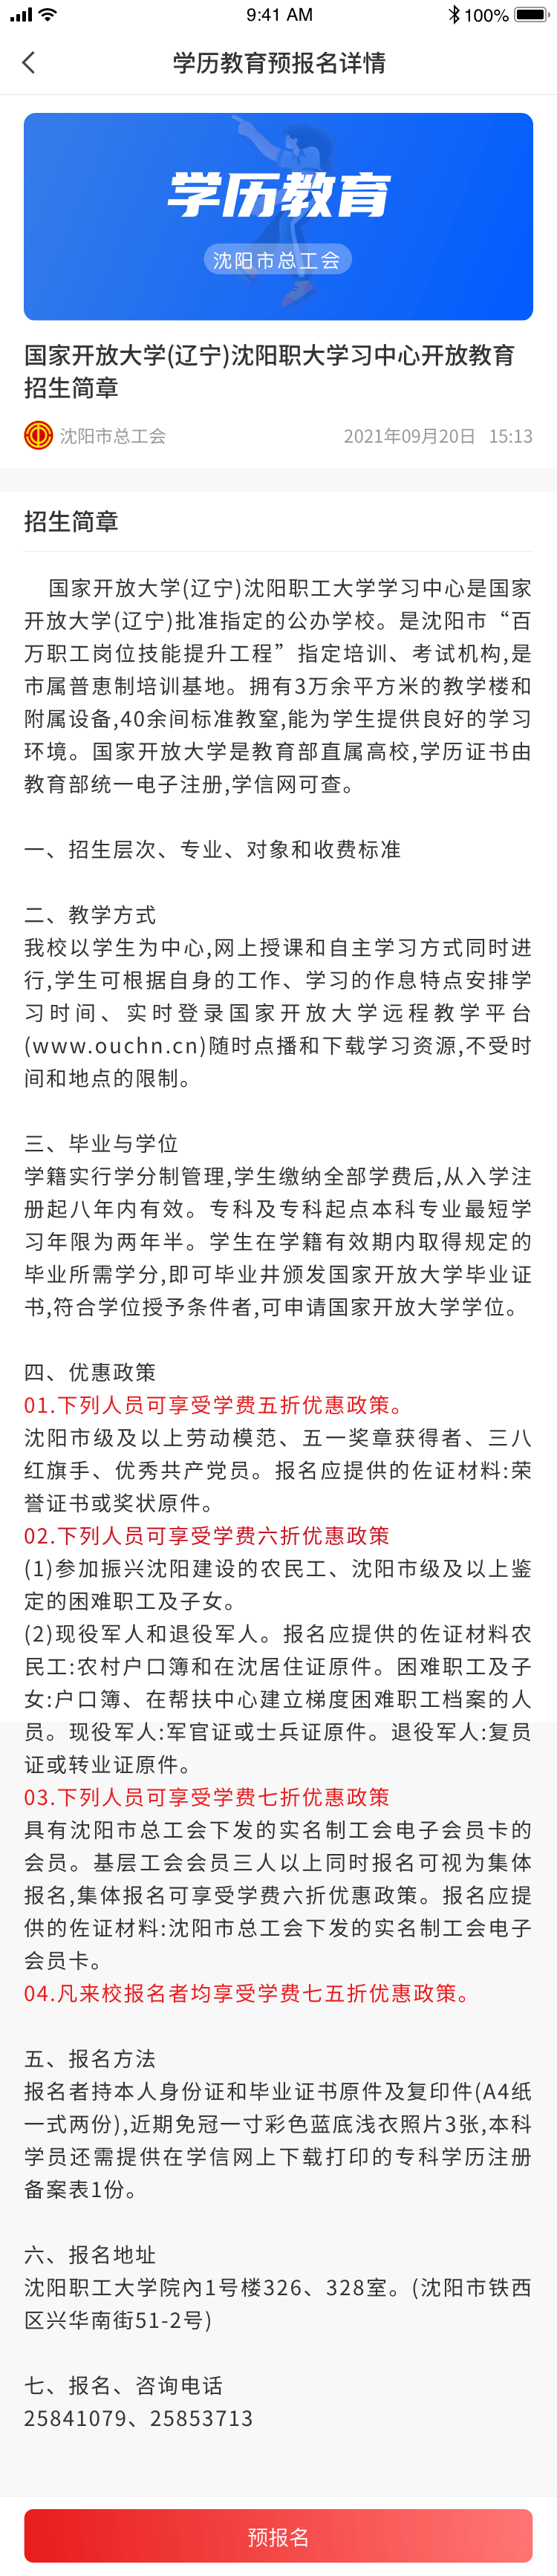 9:41 AM
100%
学历教育预报名详情
学历教育
沈阳市总工会
国家开放大学(辽宁)沈阳职大学习中心开放教育
招生简章
沈阳市总工会
2021年09月20日 15:13
招生简章
国家开放大学(辽宁)沈阳职工大学学习中心是国家
开放大学(辽宁)批准指定的公办学校。是沈阳市“百
万职工岗位技能提升工程”指定培训、考试机构,是
市属普惠制培训基地。拥有3万余平方米的教学楼和
附属设备,40余间标准教室,能为学生提供良好的学习
环境。国家开放大学是教育部直属高校,学历证书由
教育部统一电子注册,学信网可查。
一、招生层次、专业、对象和收费标准
二、教学方式
我校以学生为中心,网上授课和自主学习方式同时进
行,学生可根据自身的工作、学习的作息特点安排学
习时间、实时登录国家开放大学远程教学平台
(www.ouchn.cn)随时点播和下载学习资源,不受时
间和地点的限制。
三、毕业与学位
学籍实行学分制管理,学生缴纳全部学费后,从入学注
册起八年内有效。专科及专科起点本科专业最短学
习年限为两年半。学生在学籍有效期内取得规定的
毕业所需学分,即可毕业井颁发国家开放大学毕业证
书,符合学位授予条件者,可申请国家开放大学学位。
四、优惠政策
01.下列人员可享受学费五折优惠政策。
沈阳市级及以上劳动模范、五一奖章获得者、三八
红旗手、优秀共产党员。报名应提供的佐证材料:荣
誉证书或奖状原件。
02.下列人员可享受学费六折优惠政策
(1)参加振兴沈阳建设的农民工、沈阳市级及以上鉴
定的困难职工及子女。
(2)现役军人和退役军人。报名应提供的佐证材料农
民工:农村户口簿和在沈居住证原件。困难职工及子
女:户口簿、在帮扶中心建立梯度困难职工档案的人
员。现役军人:军官证或士兵证原件。退役军人:复员
证或转业证原件。
03.下列人员可享受学费七折优惠政策
具有沈阳市总工会下发的实名制工会电子会员卡的
会员。基层工会会员三人以上同时报名可视为集体
报名,集体报名可享受学费六折优惠政策。报名应提
供的佐证材料:沈阳市总工会下发的实名制工会电子
会员卡。
04.凡来校报名者均享受学费七五折优惠政策。
五、报名方法
报名者持本人身份证和毕业证书原件及复印件(A4纸
一式两份),近期免冠一寸彩色蓝底浅衣照片3张,本科
学员还需提供在学信网上下载打印的专科学历注册
备案表1份。
六、报名地址
沈阳职工大学院內1号楼326、328室。(沈阳市铁西
区兴华南街51-2号)
七、报名、咨询电话
25841079、25853713
预报名